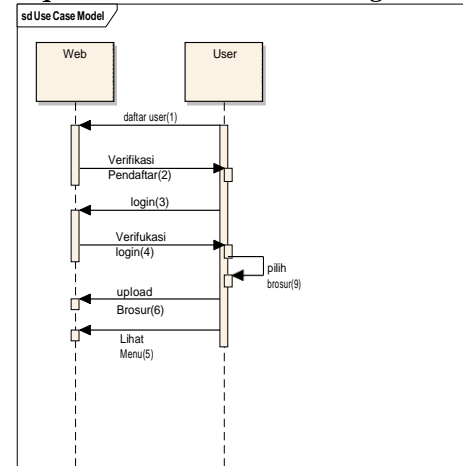 sd Use Case Model
Web
User
daftar user(1)
Verifikasi
Pendaftar(2)
login(3)
Verifukasi
login(4)
pilih
brosur(9)
upload
Brosur(6)
Lihat
Menu(5)